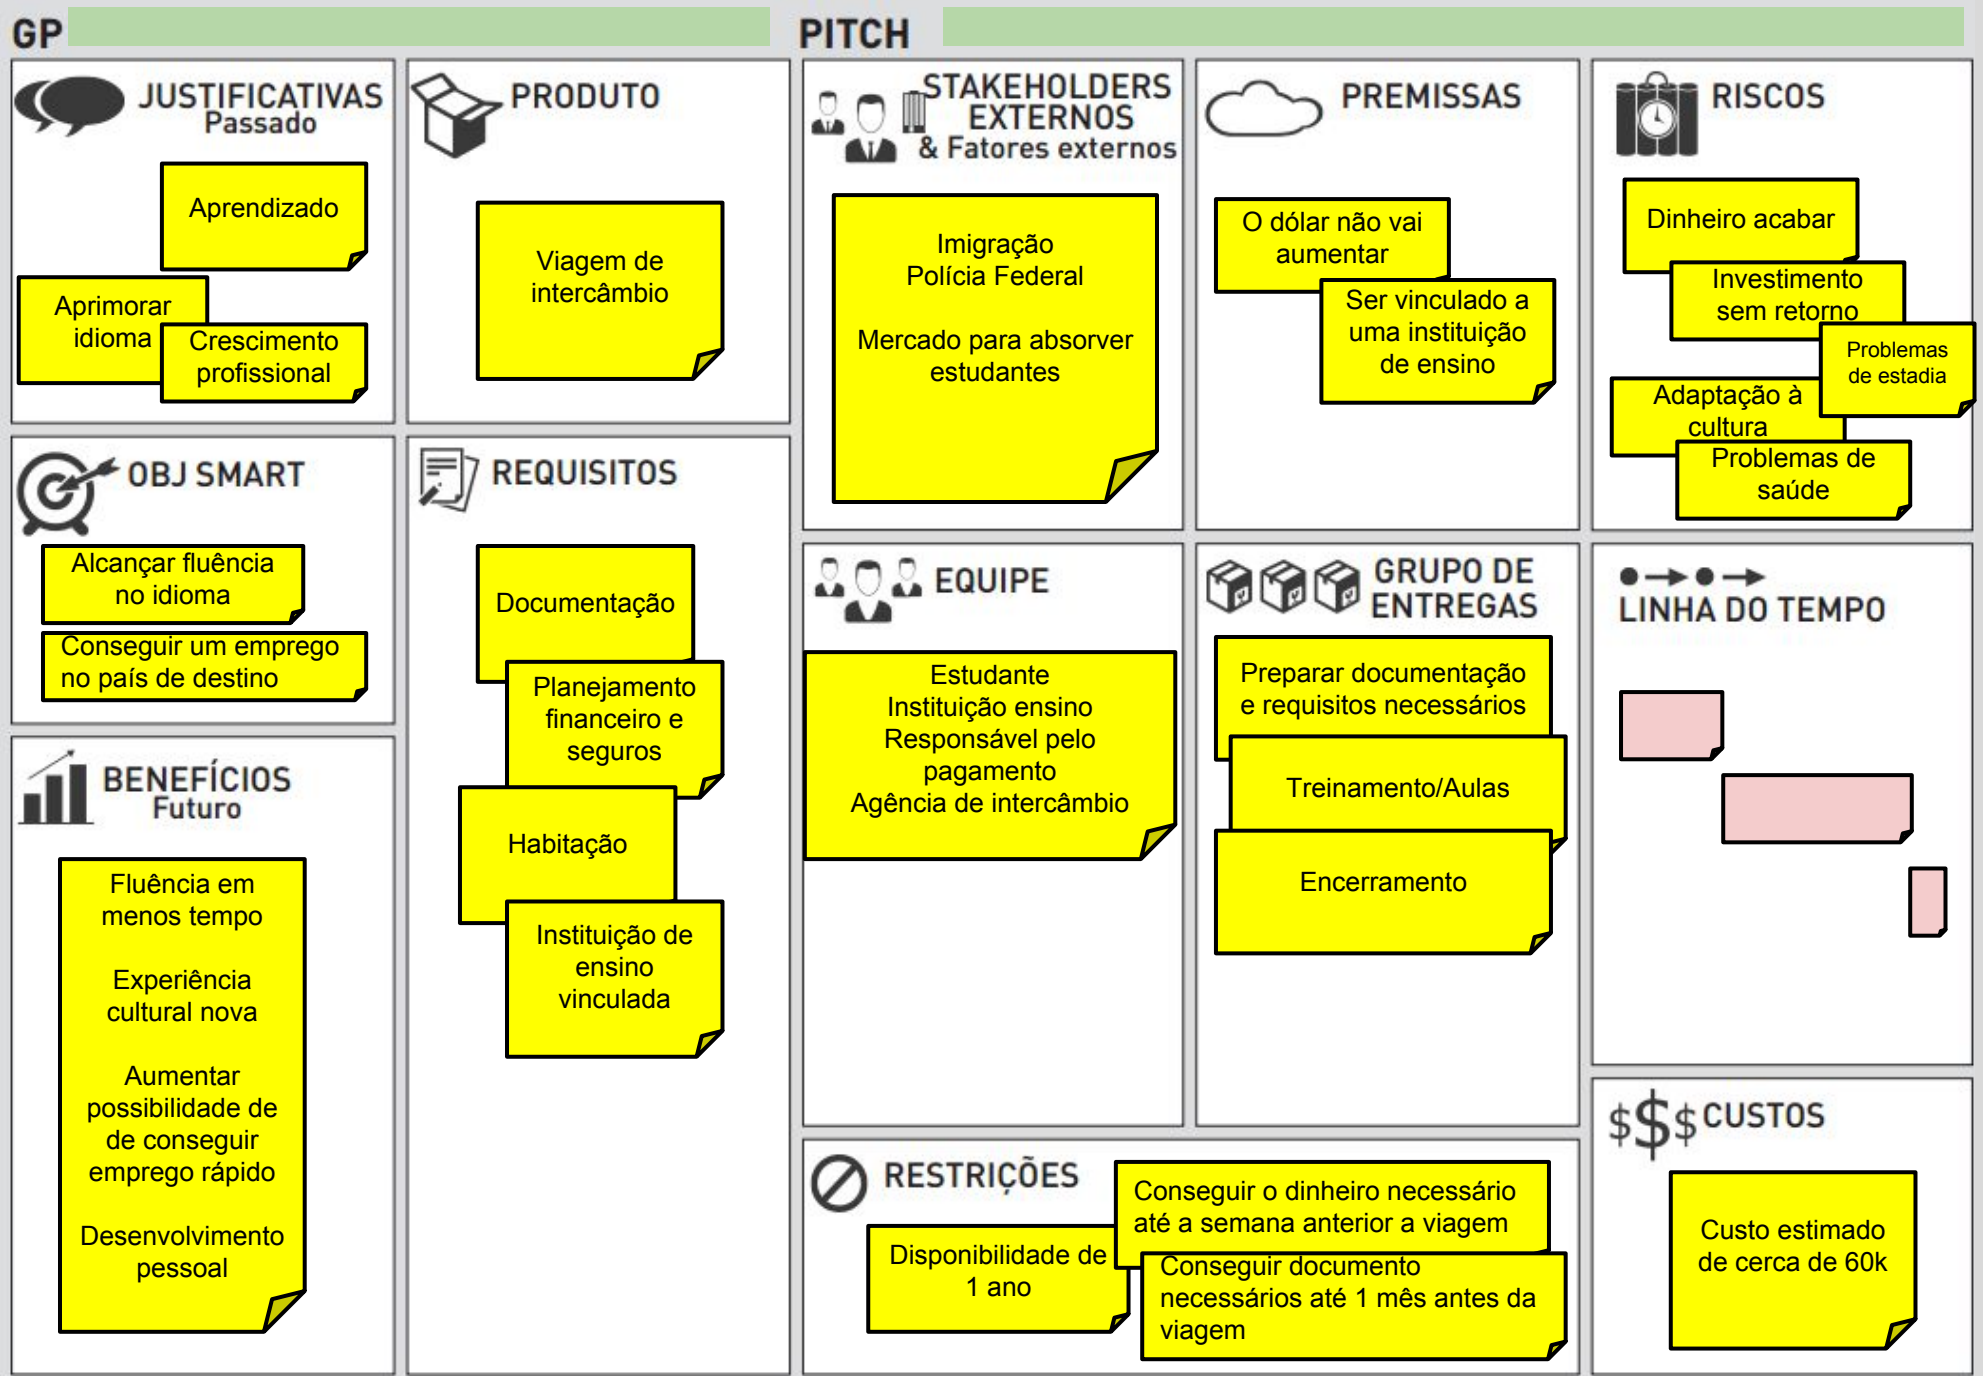 GP
PITCH
JUSTIFICATIVAS
Passado
Aprendizado
Aprimorar
idioma
Crescimento
profissional
PRODUTO
Viagem de
intercâmbio
STAKEHOLDERS
EXTERNOS
& Fatores externos
Imigração
Polícia Federal
Mercado para absorver
estudantes
PREMISSAS
O dólar não vai
aumentar
Ser vinculado a
uma instituição
de ensino
RISCOS
Dinheiro acabar
Investimento
sem retorno
Problemas
de estadia
Adaptação à
cultura
Problemas de
saúde
OBJ SMART
Alcançar fluência
no idioma
Conseguir um emprego
no país de destino
REQUISITOS
Documentação
Planejamento
financeiro e
seguros
Habitação
Instituição de
ensino
vinculada
EQUIPE
Estudante
Instituição ensino
Responsável pelo
pagamento
Agência de intercâmbio
GRUPO DE
ENTREGAS
Preparar documentação
e requisitos necessários
Treinamento/Aulas
Encerramento
LINHA DO TEMPO
BENEFÍCIOS
Futuro
Fluência em
menos tempo
Experiência
cultural nova
Aumentar
possibilidade de
de conseguir
emprego rápido
Desenvolvimento
pessoal
RESTRIÇÕES
Disponibilidade de
1 ano
Conseguir o dinheiro necessário
até a semana anterior a viagem
Conseguir documento
necessários até 1 mês antes da
viagem
$$$ CUSTOS
Custo estimado
de cerca de 60k